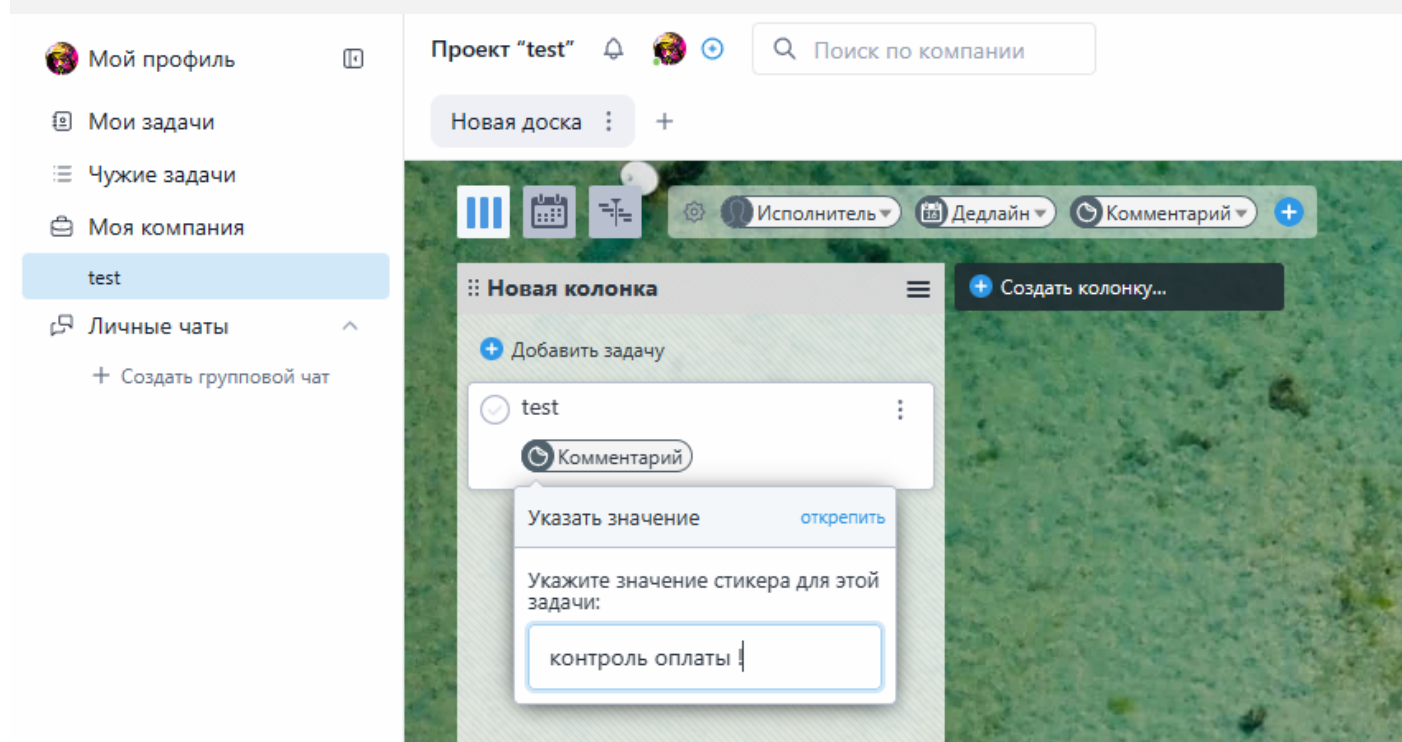 Мой профиль
Проект “test”
Поиск по компании
Мои задачи
Новая доска
Чужие задачи
Моя компания
Исполнитель
16
Дедлайн
Комментарий
test
Новая колонка
Создать колонку...
Личные чаты
Добавить задачу
Создать групповой чат
test
Комментарий
Указать значение
открепить
Укажите значение стикера для этой
задачи:
контроль оплаты !